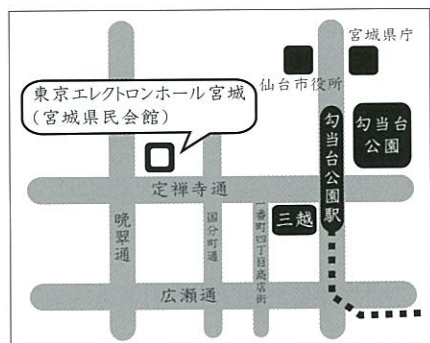 宮城県庁
仙台市役所
東京エレクトロンホール宮城
(宮城県民会館)
勾当台
公園
勾当台公園駅
定禅寺通
三越
晩翠通
国分町通
一番町四丁目商店街
広瀬通